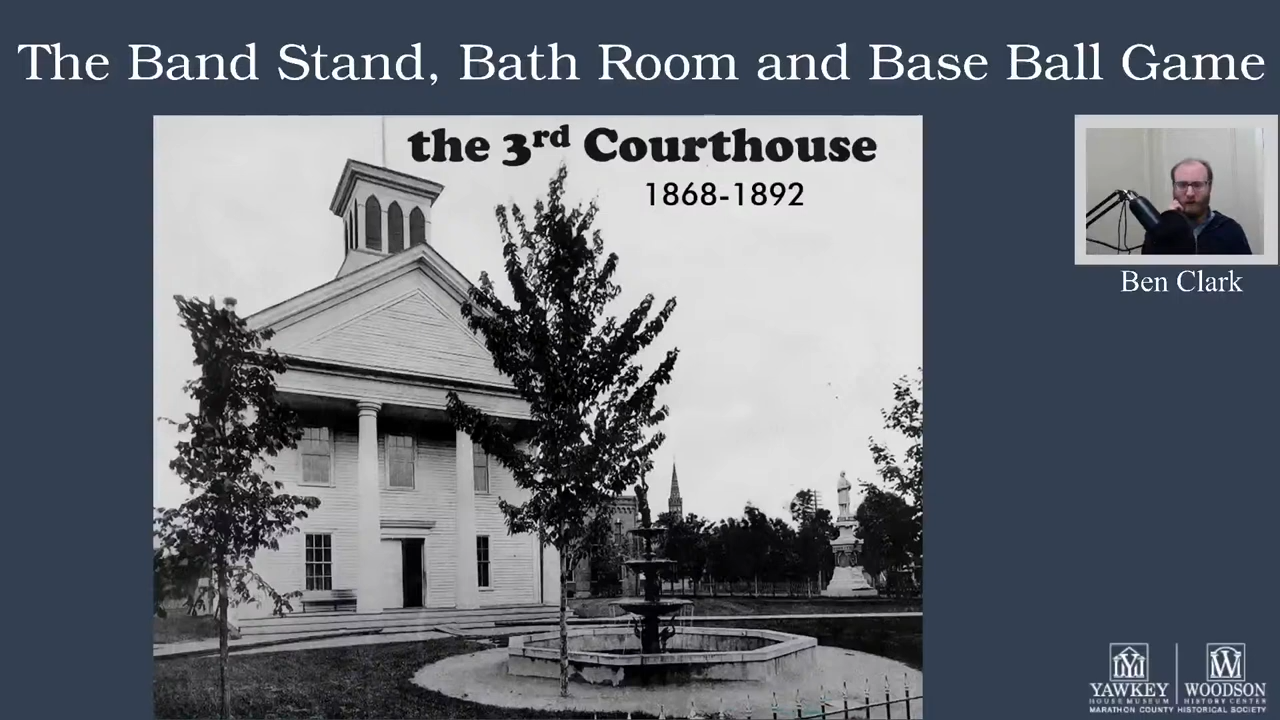 The Band Stand, Bath Room and Base Ball Game
the 3rd Courthouse
1868-1892
Ben Clark
YAWKEY
HOUSE MUSEUM
WOODSON
HISTORY CENTER
MARATHON COUNTY HISTORICAL SOCIETY